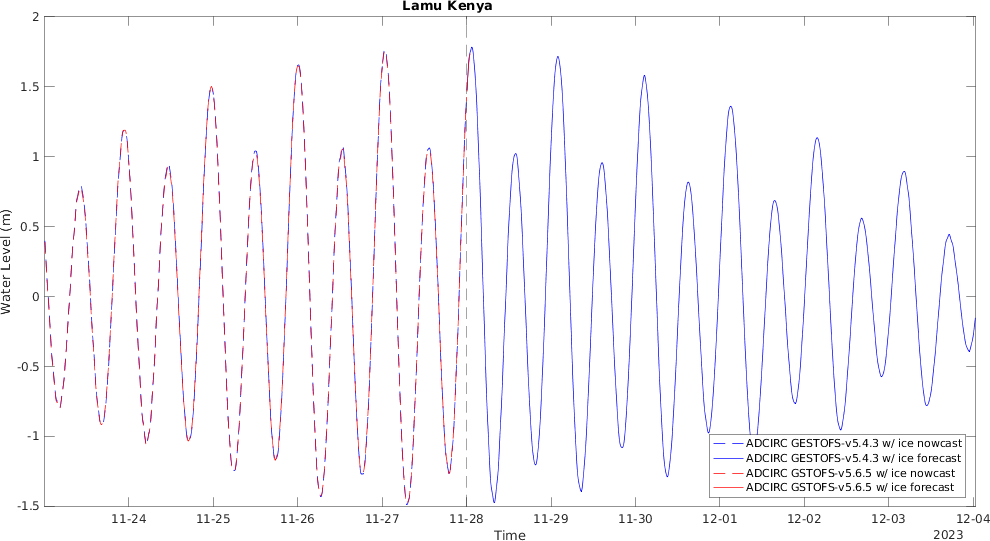 Lamu Kenya
2
1.5
1
0.5
0
-0.5
-1
-1.5
Water Level (m)
ADCIRC GESTOFS-v5.4.3 w/ ice nowcast
ADCIRC GESTOFS-v5.4.3 w/ ice forecast
ADCIRC GSTOFS-v5.6.5 w/ ice nowcast
ADCIRC GSTOFS-v5.6.5 w/ ice forecast
11-24 11-25 11-26 11-27 11-28 11-29 11-30 12-01 12-02 12-03 12-04
Time
2023